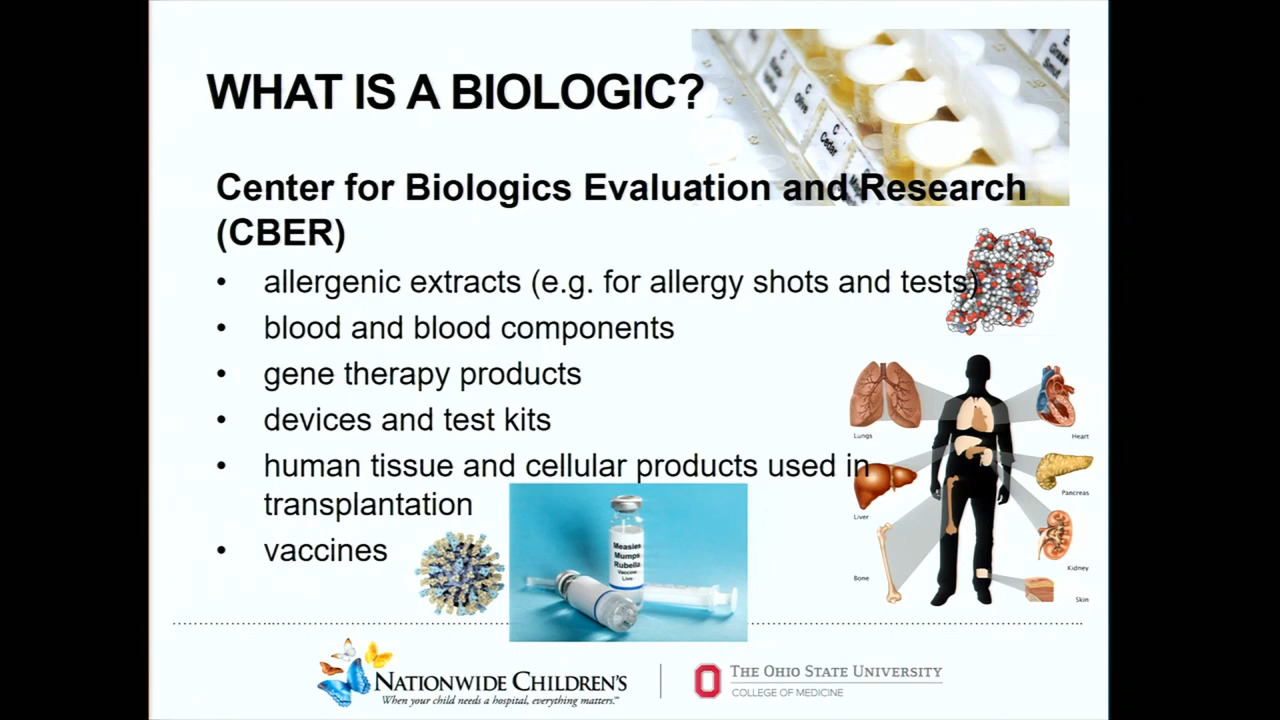 WHAT IS A BIOLOGIC?
C
Olive
C
Cedar
Center for Biologics Evaluation and Research
(CBER)
• allergenic extracts (e.g. for allergy shots and tests)
• blood and blood components
• gene therapy products
• devices and test kits
• human tissue and cellular products used in
transplantation
• vaccines
Measles
Mumps
Rubella
Vaccine
Live
Lungs
Heart
Liver
Pancreas
Bone
Kidney
Skin
NATIONWIDE CHILDREN'S
When your child needs a hospital, everything matters.™
THE OHIO STATE UNIVERSITY
COLLEGE OF MEDICINE